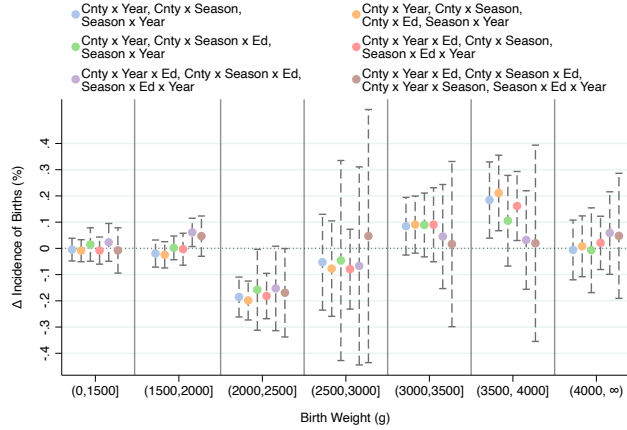 Cnty x Year, Cnty x Season,
Season x Year
Cnty x Year, Cnty x Season,
Cnty x Ed, Season x Year
Cnty x Year, Cnty x Season x Ed,
Season x Year
Cnty x Year x Ed, Cnty x Season,
Season x Ed x Year
Cnty x Year x Ed, Cnty x Season x Ed,
Season x Ed x Year
Cnty x Year x Ed, Cnty x Season x Ed,
Cnty x Year x Season, Season x Ed x Year
Δ Incidence of Births (%)
.4
.3
.2
.1
0
-.1
-.2
-.3
-.4
(0,1500]
(1500,2000]
(2000,2500]
(2500,3000]
(3000,3500]
(3500, 4000]
(4000, ∞)
Birth Weight (g)